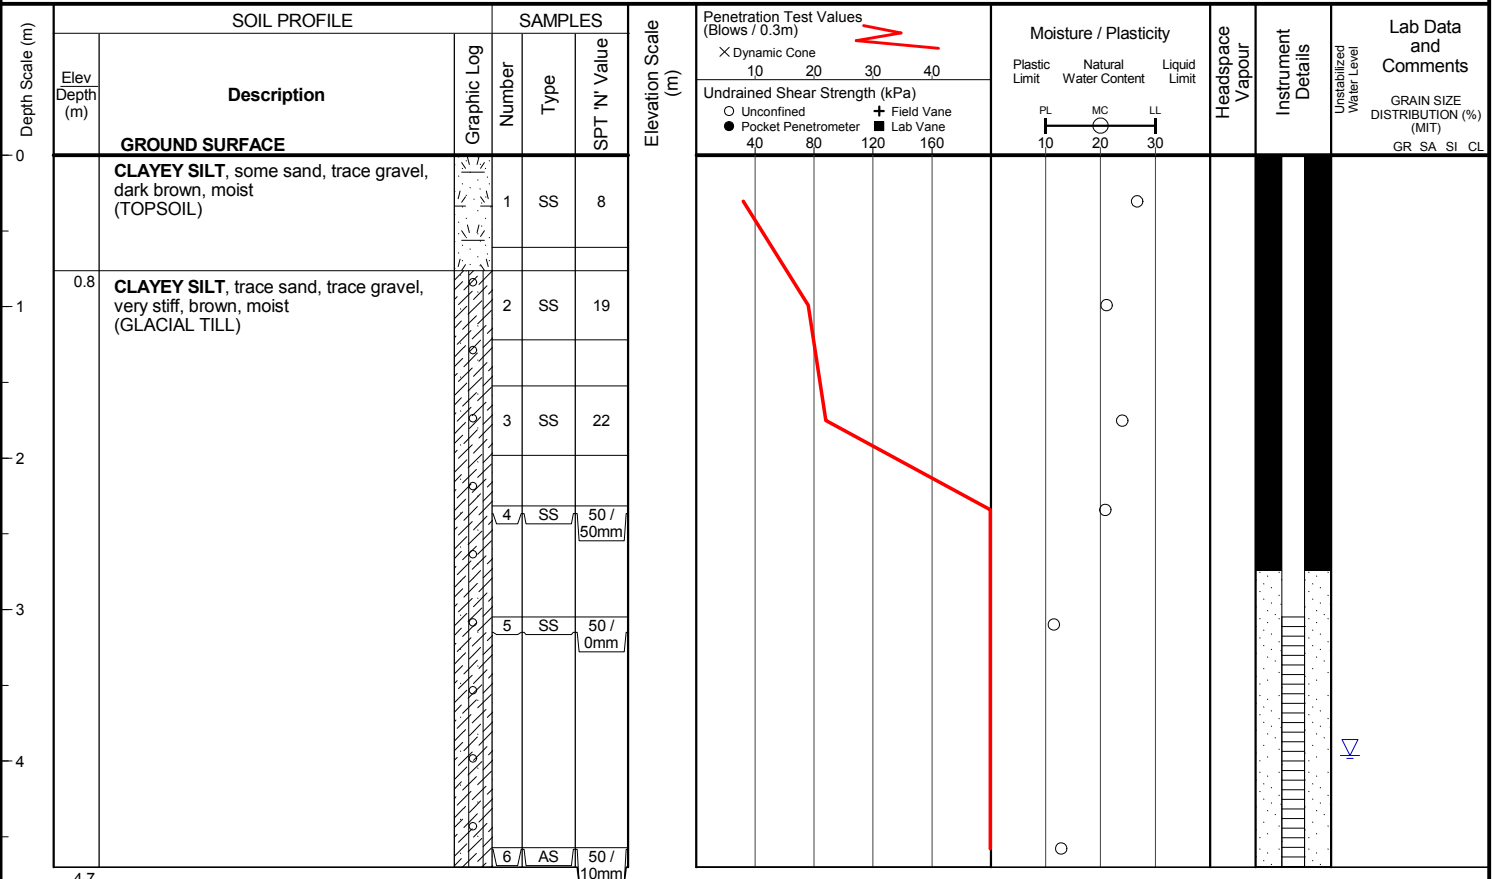 SOIL PROFILE
SAMPLES
Depth Scale (m)
Elev
Depth
(m)
Description
GROUND SURFACE
Graphic Log
Number
Type
SPT 'N' Value
Elevation Scale
(m)
Penetration Test Values
(Blows / 0.3m)
× Dynamic Cone
10 20 30 40
Undrained Shear Strength (kPa)
Unconfined
+ Field Vane
Pocket Penetrometer
Lab Vane
40 80 120 160
Moisture / Plasticity
Plastic
Limit
Natural
Water Content
Liquid
Limit
PL MC LL
10 20 30
Headspace
Vapour
Instrument
Details
Unstabilized
Water Level
Lab Data
and
Comments
GRAIN SIZE
DISTRIBUTION (%)
(MIT)
GR SA SI CL
0
CLAYEY SILT, some sand, trace gravel,
dark brown, moist
(TOPSOIL)
1 SS 8
0.8
CLAYEY SILT, trace sand, trace gravel,
very stiff, brown, moist
(GLACIAL TILL)
1
2 SS 19
3 SS 22
2
4 SS 50 /
50mm
3
5 SS 50 /
0mm
4
6 AS 50 /
10mm
4.7